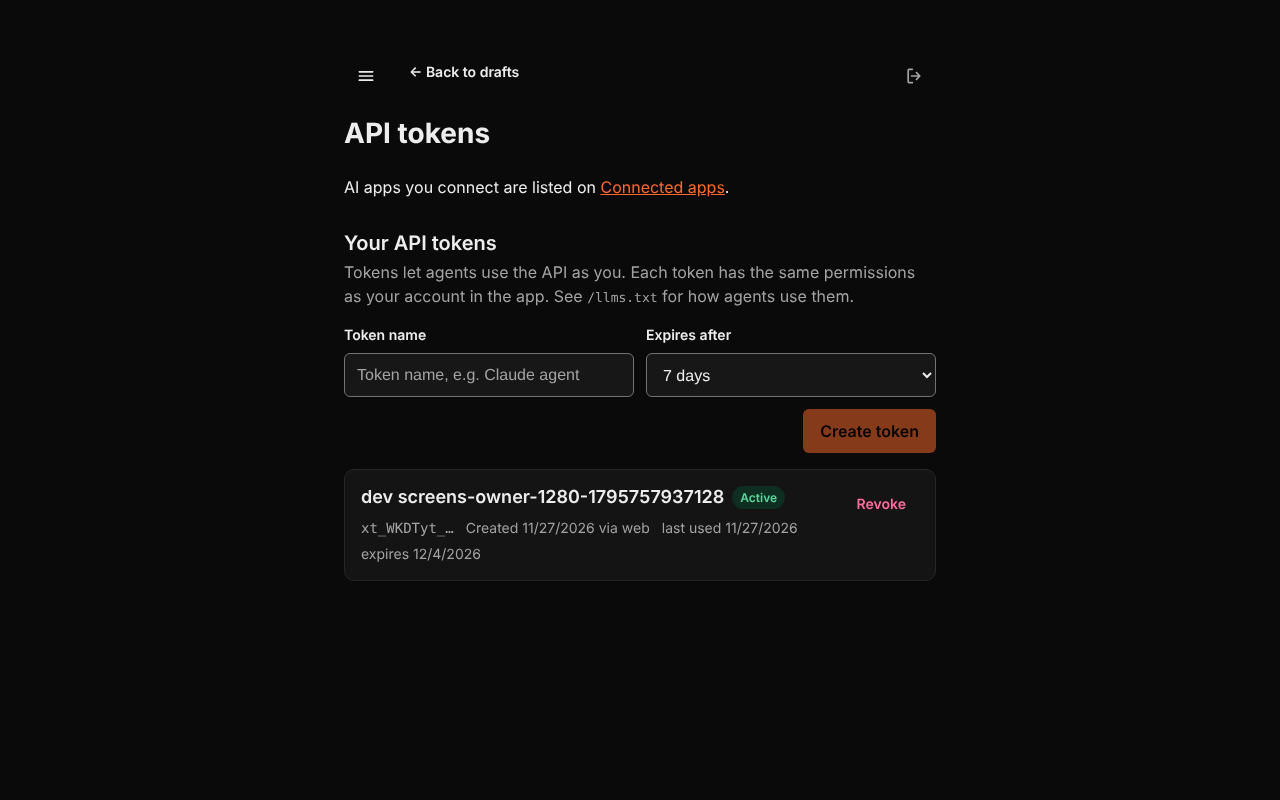 ← Back to drafts
API tokens
AI apps you connect are listed on Connected apps.
Your API tokens
Tokens let agents use the API as you. Each token has the same permissions
as your account in the app. See /llms.txt for how agents use them.
Token name
Expires after
Token name, e.g. Claude agent
7 days
Create token
dev screens-owner-1280-1795757937128 Active
Revoke
xt_WKDTyt_… Created 11/27/2026 via web last used 11/27/2026
expires 12/4/2026